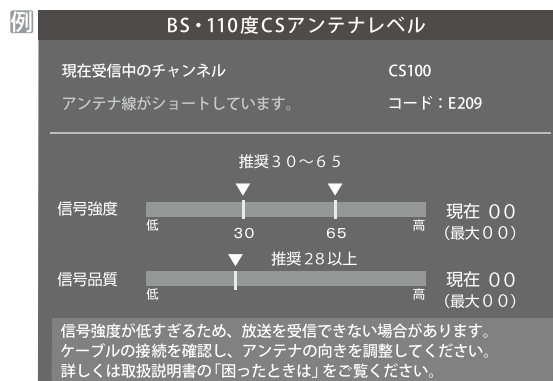 例
BS・110度CSアンテナレベル
現在受信中のチャンネル CS100
アンテナ線がショートしています。 コード：E209
推奨３０～６５
信号強度 現在 ００
低 30 65 高 (最大００)
推奨28以上
信号品質 現在 ００
低 高 (最大００)
信号強度が低すぎるため、放送を受信できない場合があります。
ケーブルの接続を確認し、アンテナの向きを調整してください。
詳しくは取扱説明書の「困ったときは」をご覧ください。